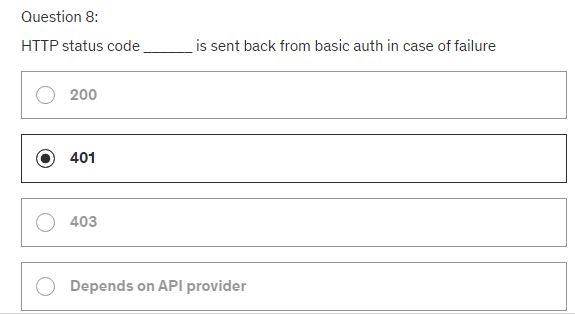 Question 8:
HTTP status code ______ is sent back from basic auth in case of failure
200
401
403
Depends on API provider